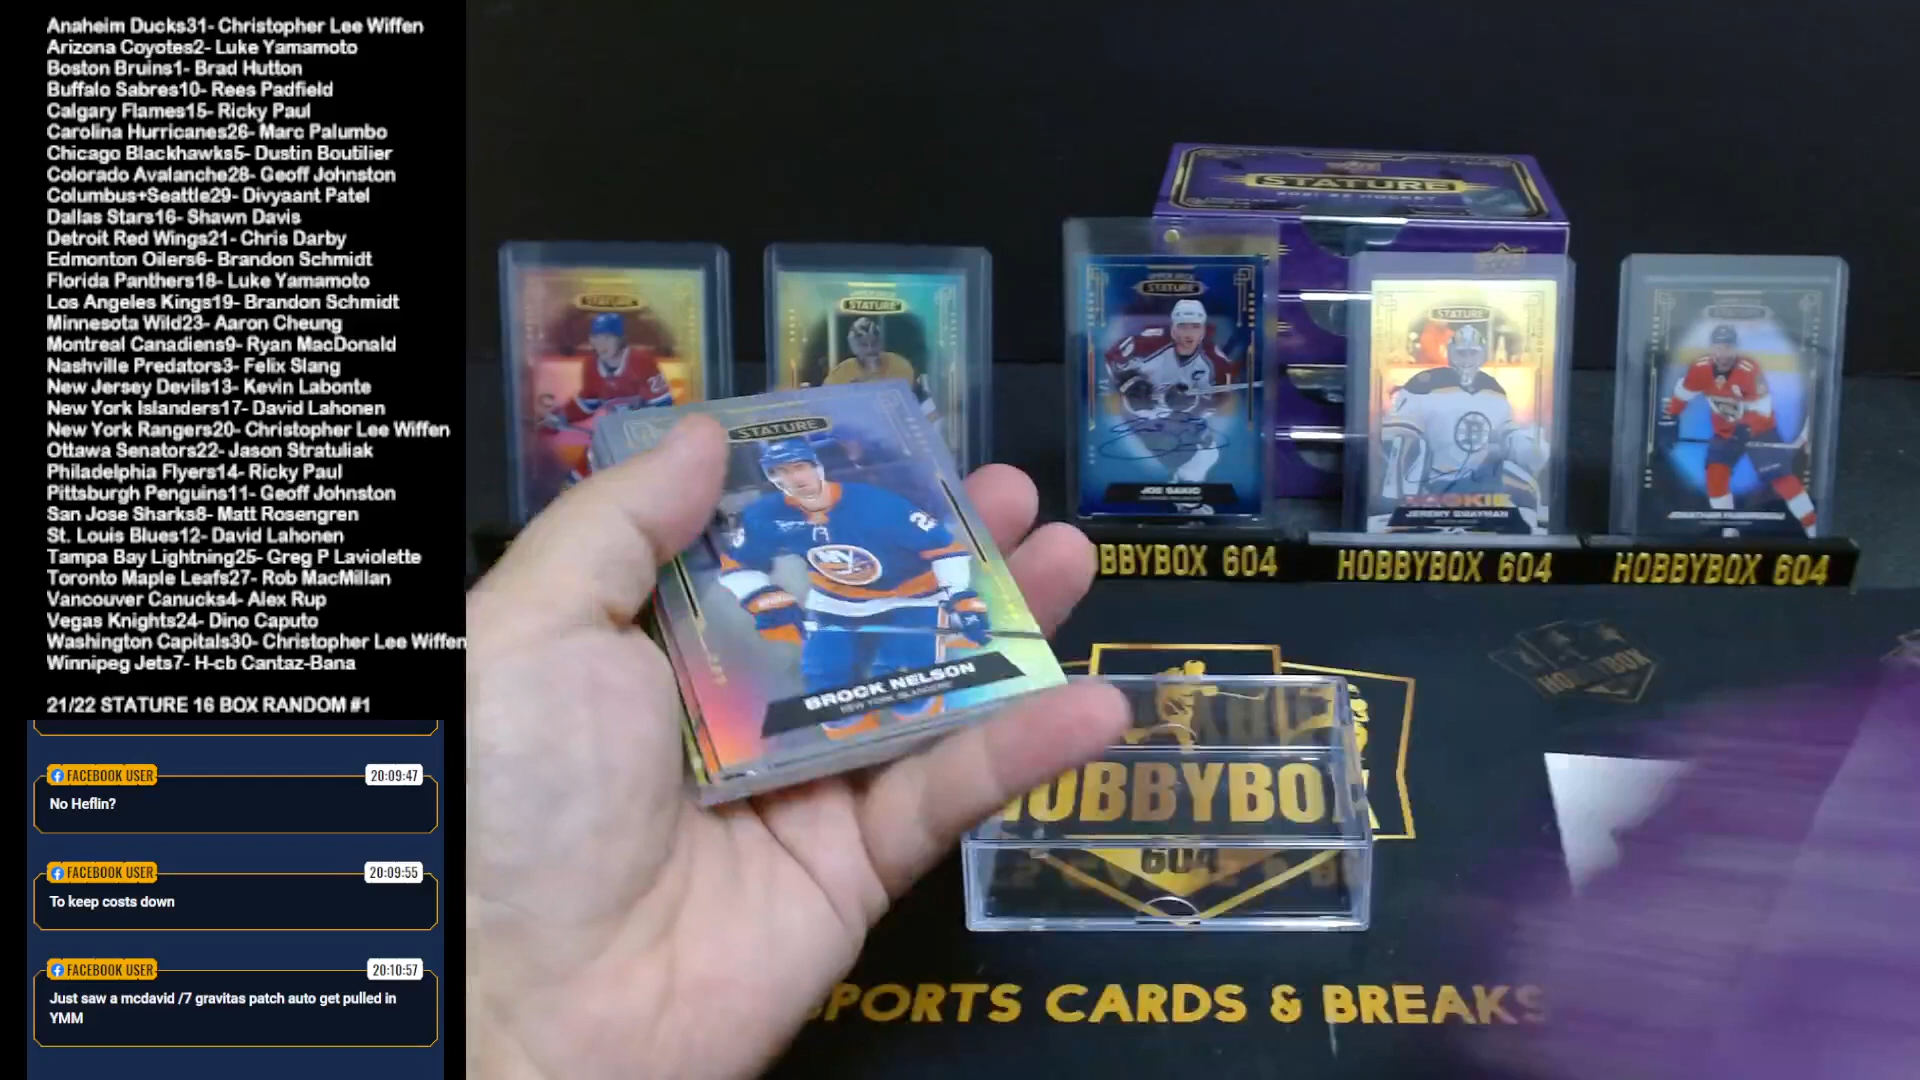 Anaheim Ducks31- Christopher Lee Wiffen
Arizona Coyotes2- Luke Yamamoto
Boston Bruins1- Brad Hutton
Buffalo Sabres10- Rees Padfield
Calgary Flames15- Ricky Paul
Carolina Hurricanes26- Marc Palumbo
Chicago Blackhawks5- Dustin Boutilier
Colorado Avalanche28- Geoff Johnston
Columbus+Seattle29- Divyaant Patel
Dallas Stars16- Shawn Davis
Detroit Red Wings21- Chris Darby
Edmonton Oilers6- Brandon Schmidt
Florida Panthers18- Luke Yamamoto
Los Angeles Kings19- Brandon Schmidt
Minnesota Wild23- Aaron Cheung
Montreal Canadiens9- Ryan MacDonald
Nashville Predators3- Felix Slang
New Jersey Devils13- Kevin Labonte
New York Islanders17- David Lahonen
New York Rangers20- Christopher Lee Wiffen
Ottawa Senators22- Jason Stratuliak
Philadelphia Flyers14- Ricky Paul
Pittsburgh Penguins11- Geoff Johnston
San Jose Sharks8- Matt Rosengren
St. Louis Blues12- David Lahonen
Tampa Bay Lightning25- Greg P Laviolette
Toronto Maple Leafs27- Rob MacMillan
Vancouver Canucks4- Alex Rup
Vegas Knights24- Dino Caputo
Washington Capitals30- Christopher Lee Wiffen
Winnipeg Jets7- H-cb Cantaz-Bana
21/22 STATURE 16 BOX RANDOM #1
FACEBOOK USER 20:09:47
No Heflin?
FACEBOOK USER 20:09:55
To keep costs down
FACEBOOK USER 20:10:57
Just saw a mcdavid /7 gravitas patch auto get pulled in
YMM
STATURE
STATURE
STATURE
STATURE
STATURE
JOE SAKIC
ROOKIE
JEREMY SWAYMAN
HOBBYBOX 604
HOBBYBOX 604
STATURE
BROCK NELSON
NEW YORK ISLANDERS
604
SPORTS CARDS & BREAKS